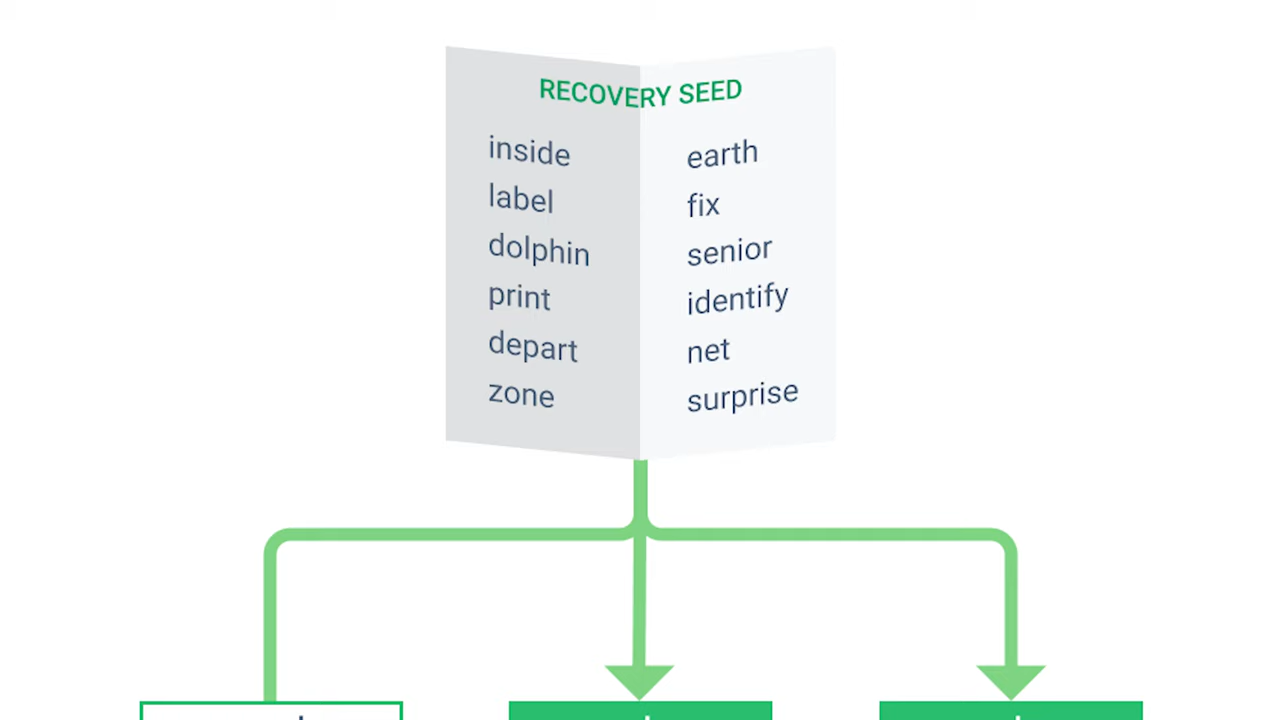 RECOVERY SEED
inside
label
dolphin
print
depart
zone
earth
fix
senior
identify
net
surprise